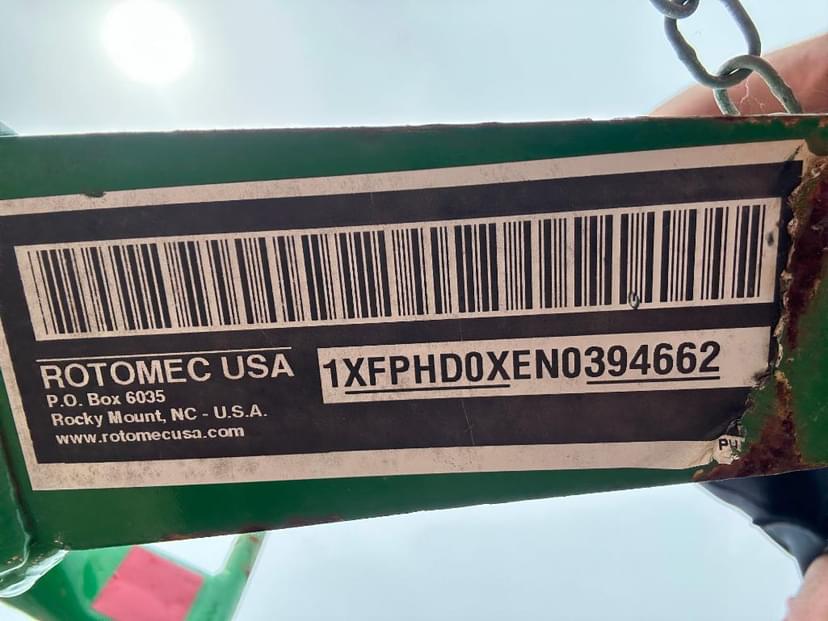 ROTOMEC USA
P.O. Box 6035
Rocky Mount, NC - U.S.A.
www.rotomecusa.com
1XFPHD0XEN0394662